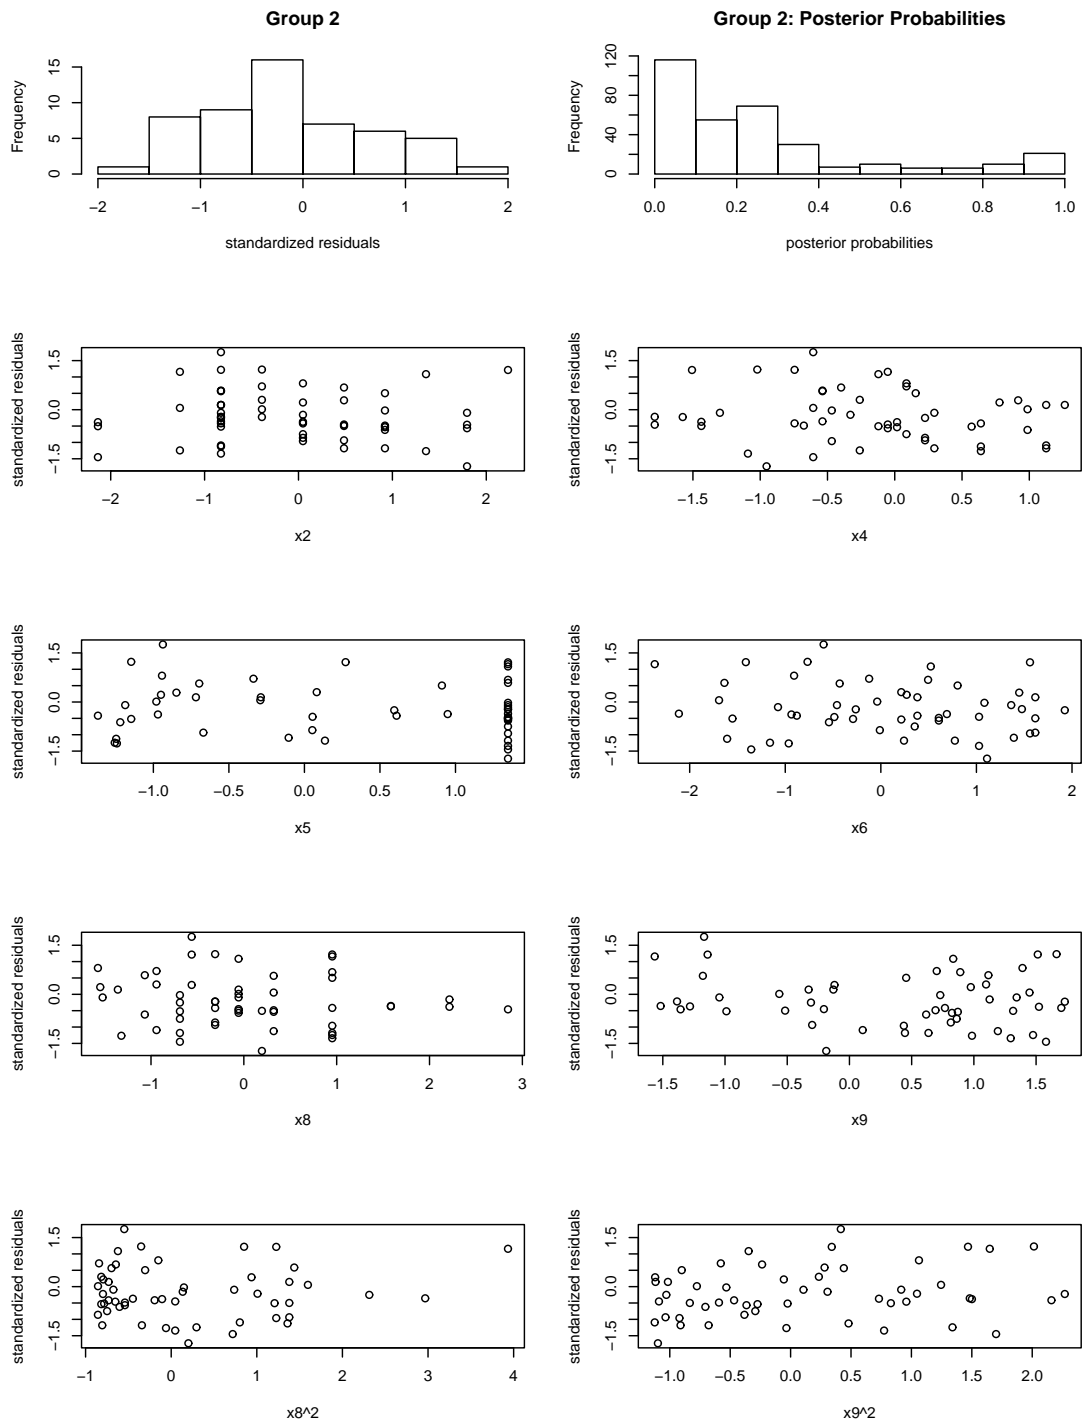 Group 2
Group 2: Posterior Probabilities
Frequency
0 5 10 15
−2 −1 0 1 2
standardized residuals
Frequency
0 40 80 120
0.0 0.2 0.4 0.6 0.8 1.0
posterior probabilities
standardized residuals
−1.5 0.0 1.5
−2 −1 0 1 2
x2
standardized residuals
−1.5 0.0 1.5
−1.5 −1.0 −0.5 0.0 0.5 1.0
x4
standardized residuals
−1.5 0.0 1.5
−1.0 −0.5 0.0 0.5 1.0
x5
standardized residuals
−1.5 0.0 1.5
−2 −1 0 1 2
x6
standardized residuals
−1.5 0.0 1.5
−1 0 1 2 3
x8
standardized residuals
−1.5 0.0 1.5
−1.5 −1.0 −0.5 0.0 0.5 1.0 1.5
x9
standardized residuals
−1.5 0.0 1.5
−1 0 1 2 3 4
x8^2
standardized residuals
−1.5 0.0 1.5
−1.0 −0.5 0.0 0.5 1.0 1.5 2.0
x9^2